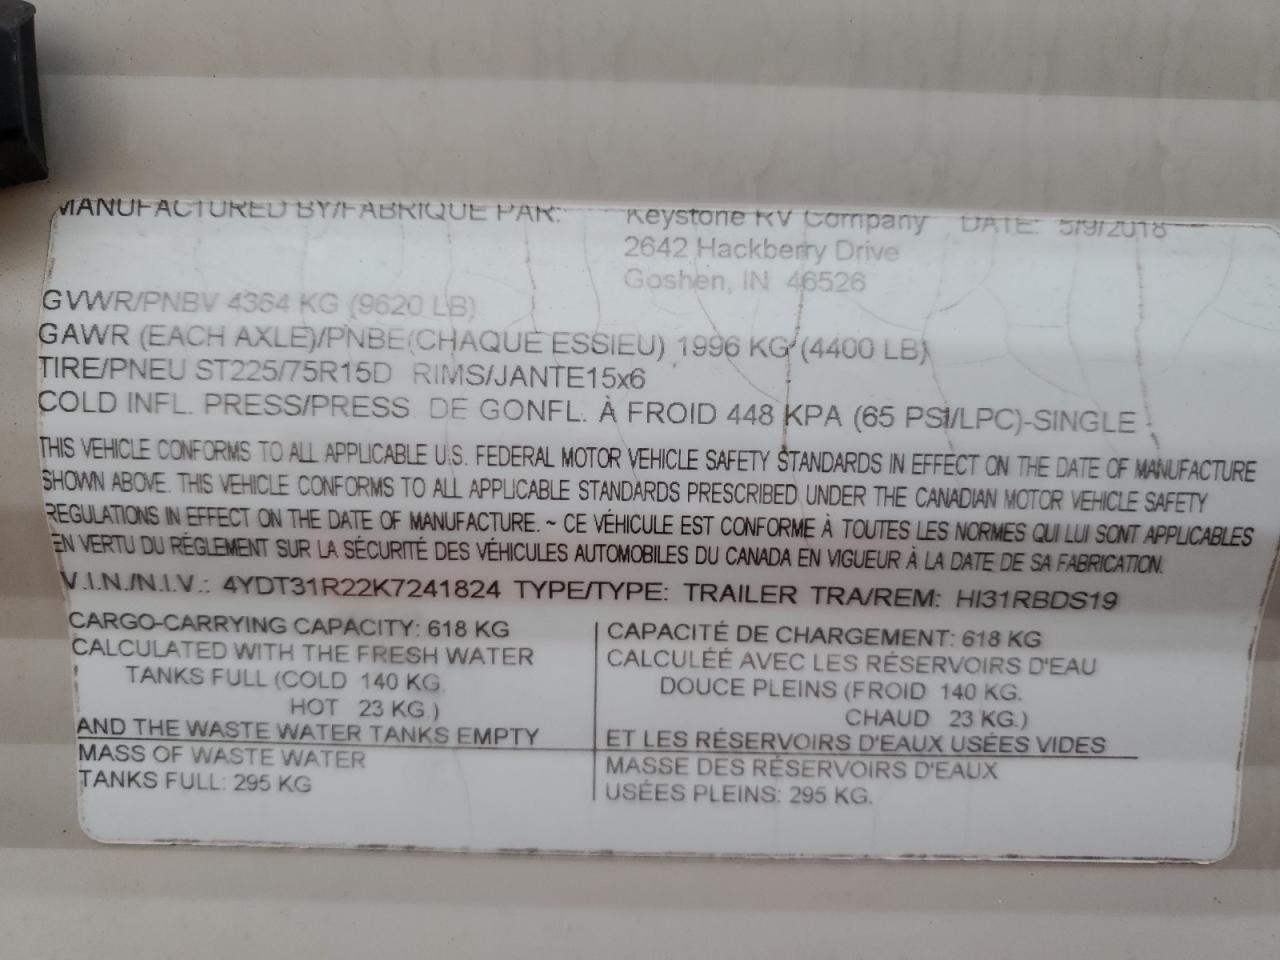 MANUFACTURED BY/FABRIQUE PAR: Keystone RV Company DATE: 5/9/2018
2642 Hackberry Drive
Goshen, IN 46526
GVWR/PNBV 4364 KG (9620 LB)
GAWR (EACH AXLE)/PNBE(CHAQUE ESSIEU) 1996 KG (4400 LB)
TIRE/PNEU ST225/75R15D RIMS/JANTE15x6
COLD INFL. PRESS/PRESS DE GONFL. À FROID 448 KPA (65 PSI/LPC)-SINGLE
THIS VEHICLE CONFORMS TO ALL APPLICABLE U.S. FEDERAL MOTOR VEHICLE SAFETY STANDARDS IN EFFECT ON THE DATE OF MANUFACTURE
SHOWN ABOVE. THIS VEHICLE CONFORMS TO ALL APPLICABLE STANDARDS PRESCRIBED UNDER THE CANADIAN MOTOR VEHICLE SAFETY
REGULATIONS IN EFFECT ON THE DATE OF MANUFACTURE. ~ CE VÉHICULE EST CONFORME À TOUTES LES NORMES QUI LUI SONT APPLICABLES
EN VERTU DU RÉGLEMENT SUR LA SÉCURITÉ DES VÉHICULES AUTOMOBILES DU CANADA EN VIGUEUR À LA DATE DE SA FABRICATION.
V.I.N./N.I.V.: 4YDT31R22K7241824 TYPE/TYPE: TRAILER TRA/REM: HI31RBDS19
CARGO-CARRYING CAPACITY: 618 KG
CALCULATED WITH THE FRESH WATER
TANKS FULL (COLD 140 KG.
HOT 23 KG.)
AND THE WASTE WATER TANKS EMPTY
MASS OF WASTE WATER
TANKS FULL: 295 KG
CAPACITÉ DE CHARGEMENT: 618 KG
CALCULÉE AVEC LES RÉSERVOIRS D'EAU
DOUCE PLEINS (FROID 140 KG.
CHAUD 23 KG.)
ET LES RÉSERVOIRS D'EAUX USÉES VIDES
MASSE DES RÉSERVOIRS D'EAUX
USÉES PLEINS: 295 KG.